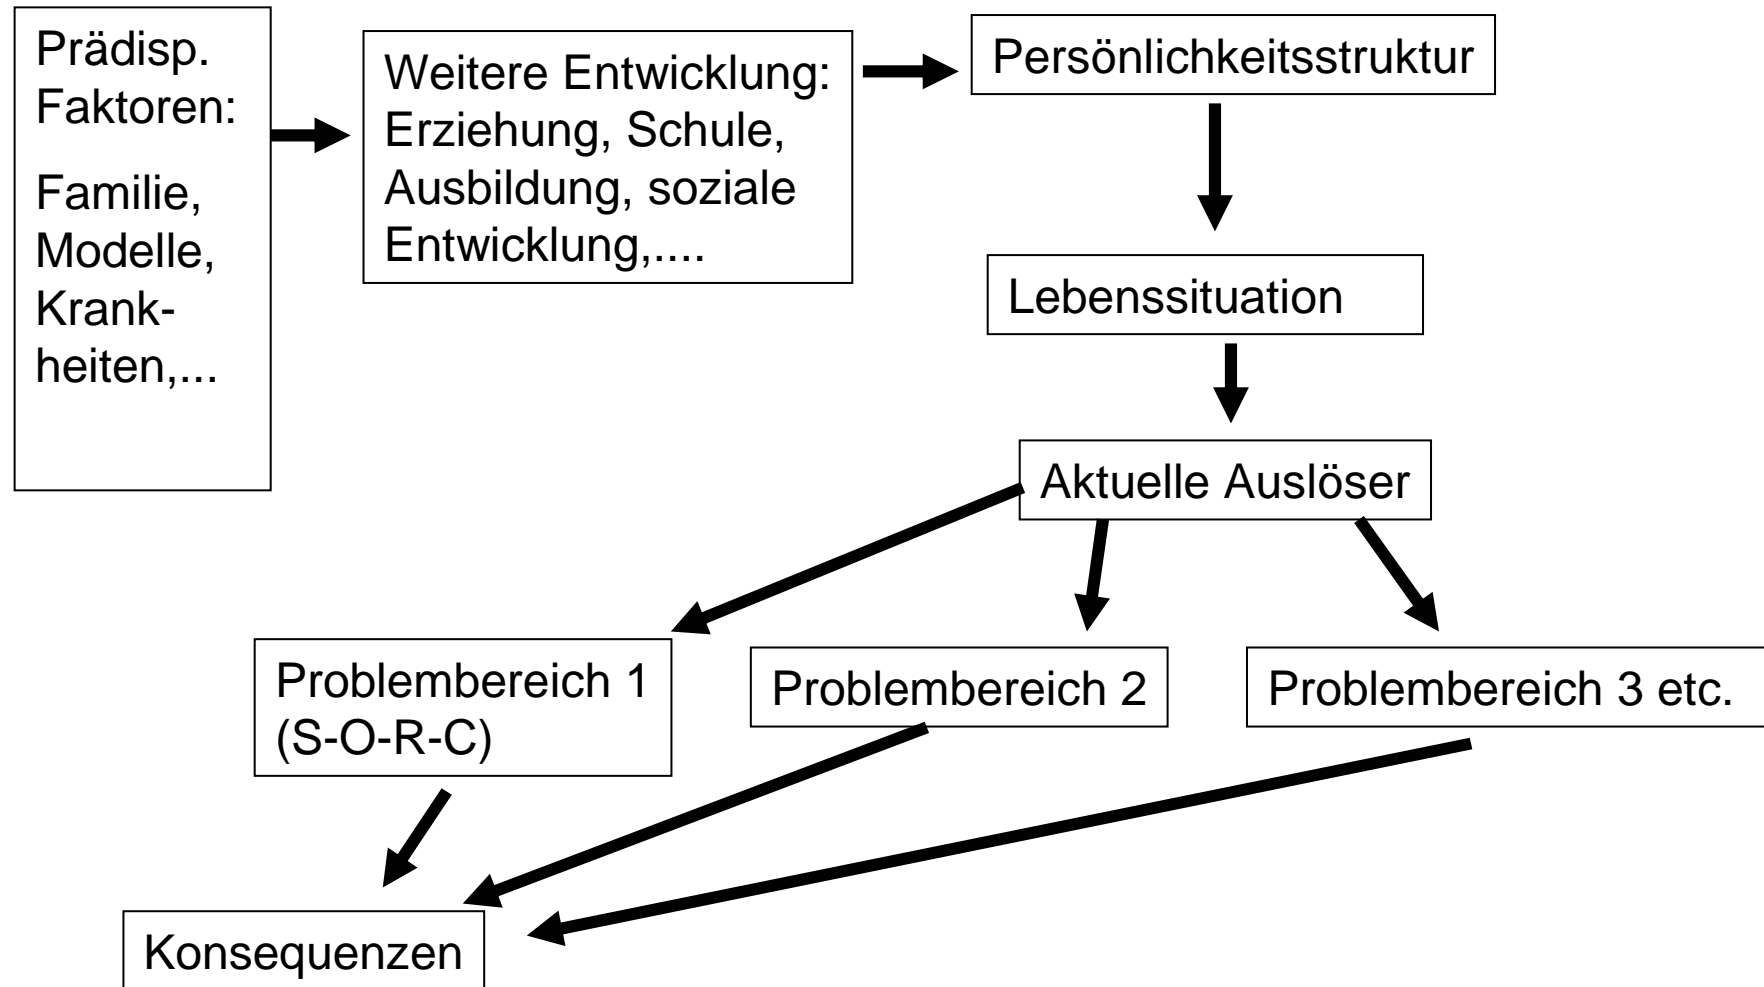 Prädisp.
Faktoren:
Familie,
Modelle,
Krank-
heiten,...
Weitere Entwicklung:
Erziehung, Schule,
Ausbildung, soziale
Entwicklung,....
Persönlichkeitsstruktur
Lebenssituation
Aktuelle Auslöser
Problembereich 1
(S-O-R-C)
Problembereich 2
Problembereich 3 etc.
Konsequenzen